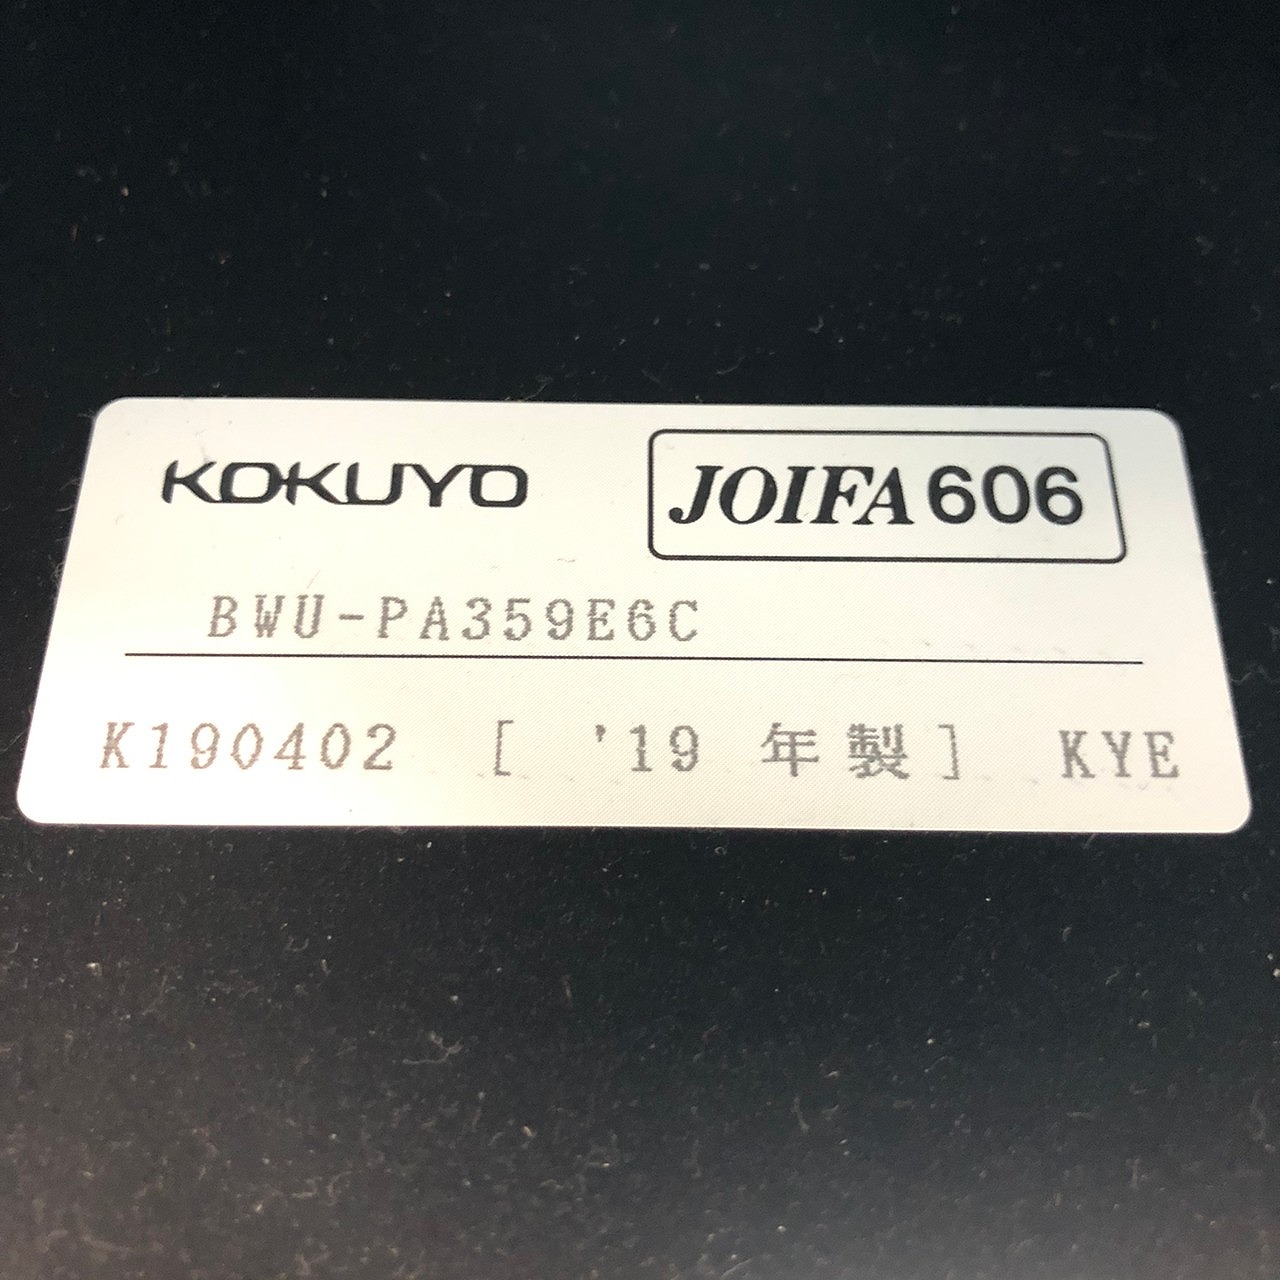 KOKUYO JOIFA606
BWU-PA359E6C
K190402 [ '19 年製] KYE